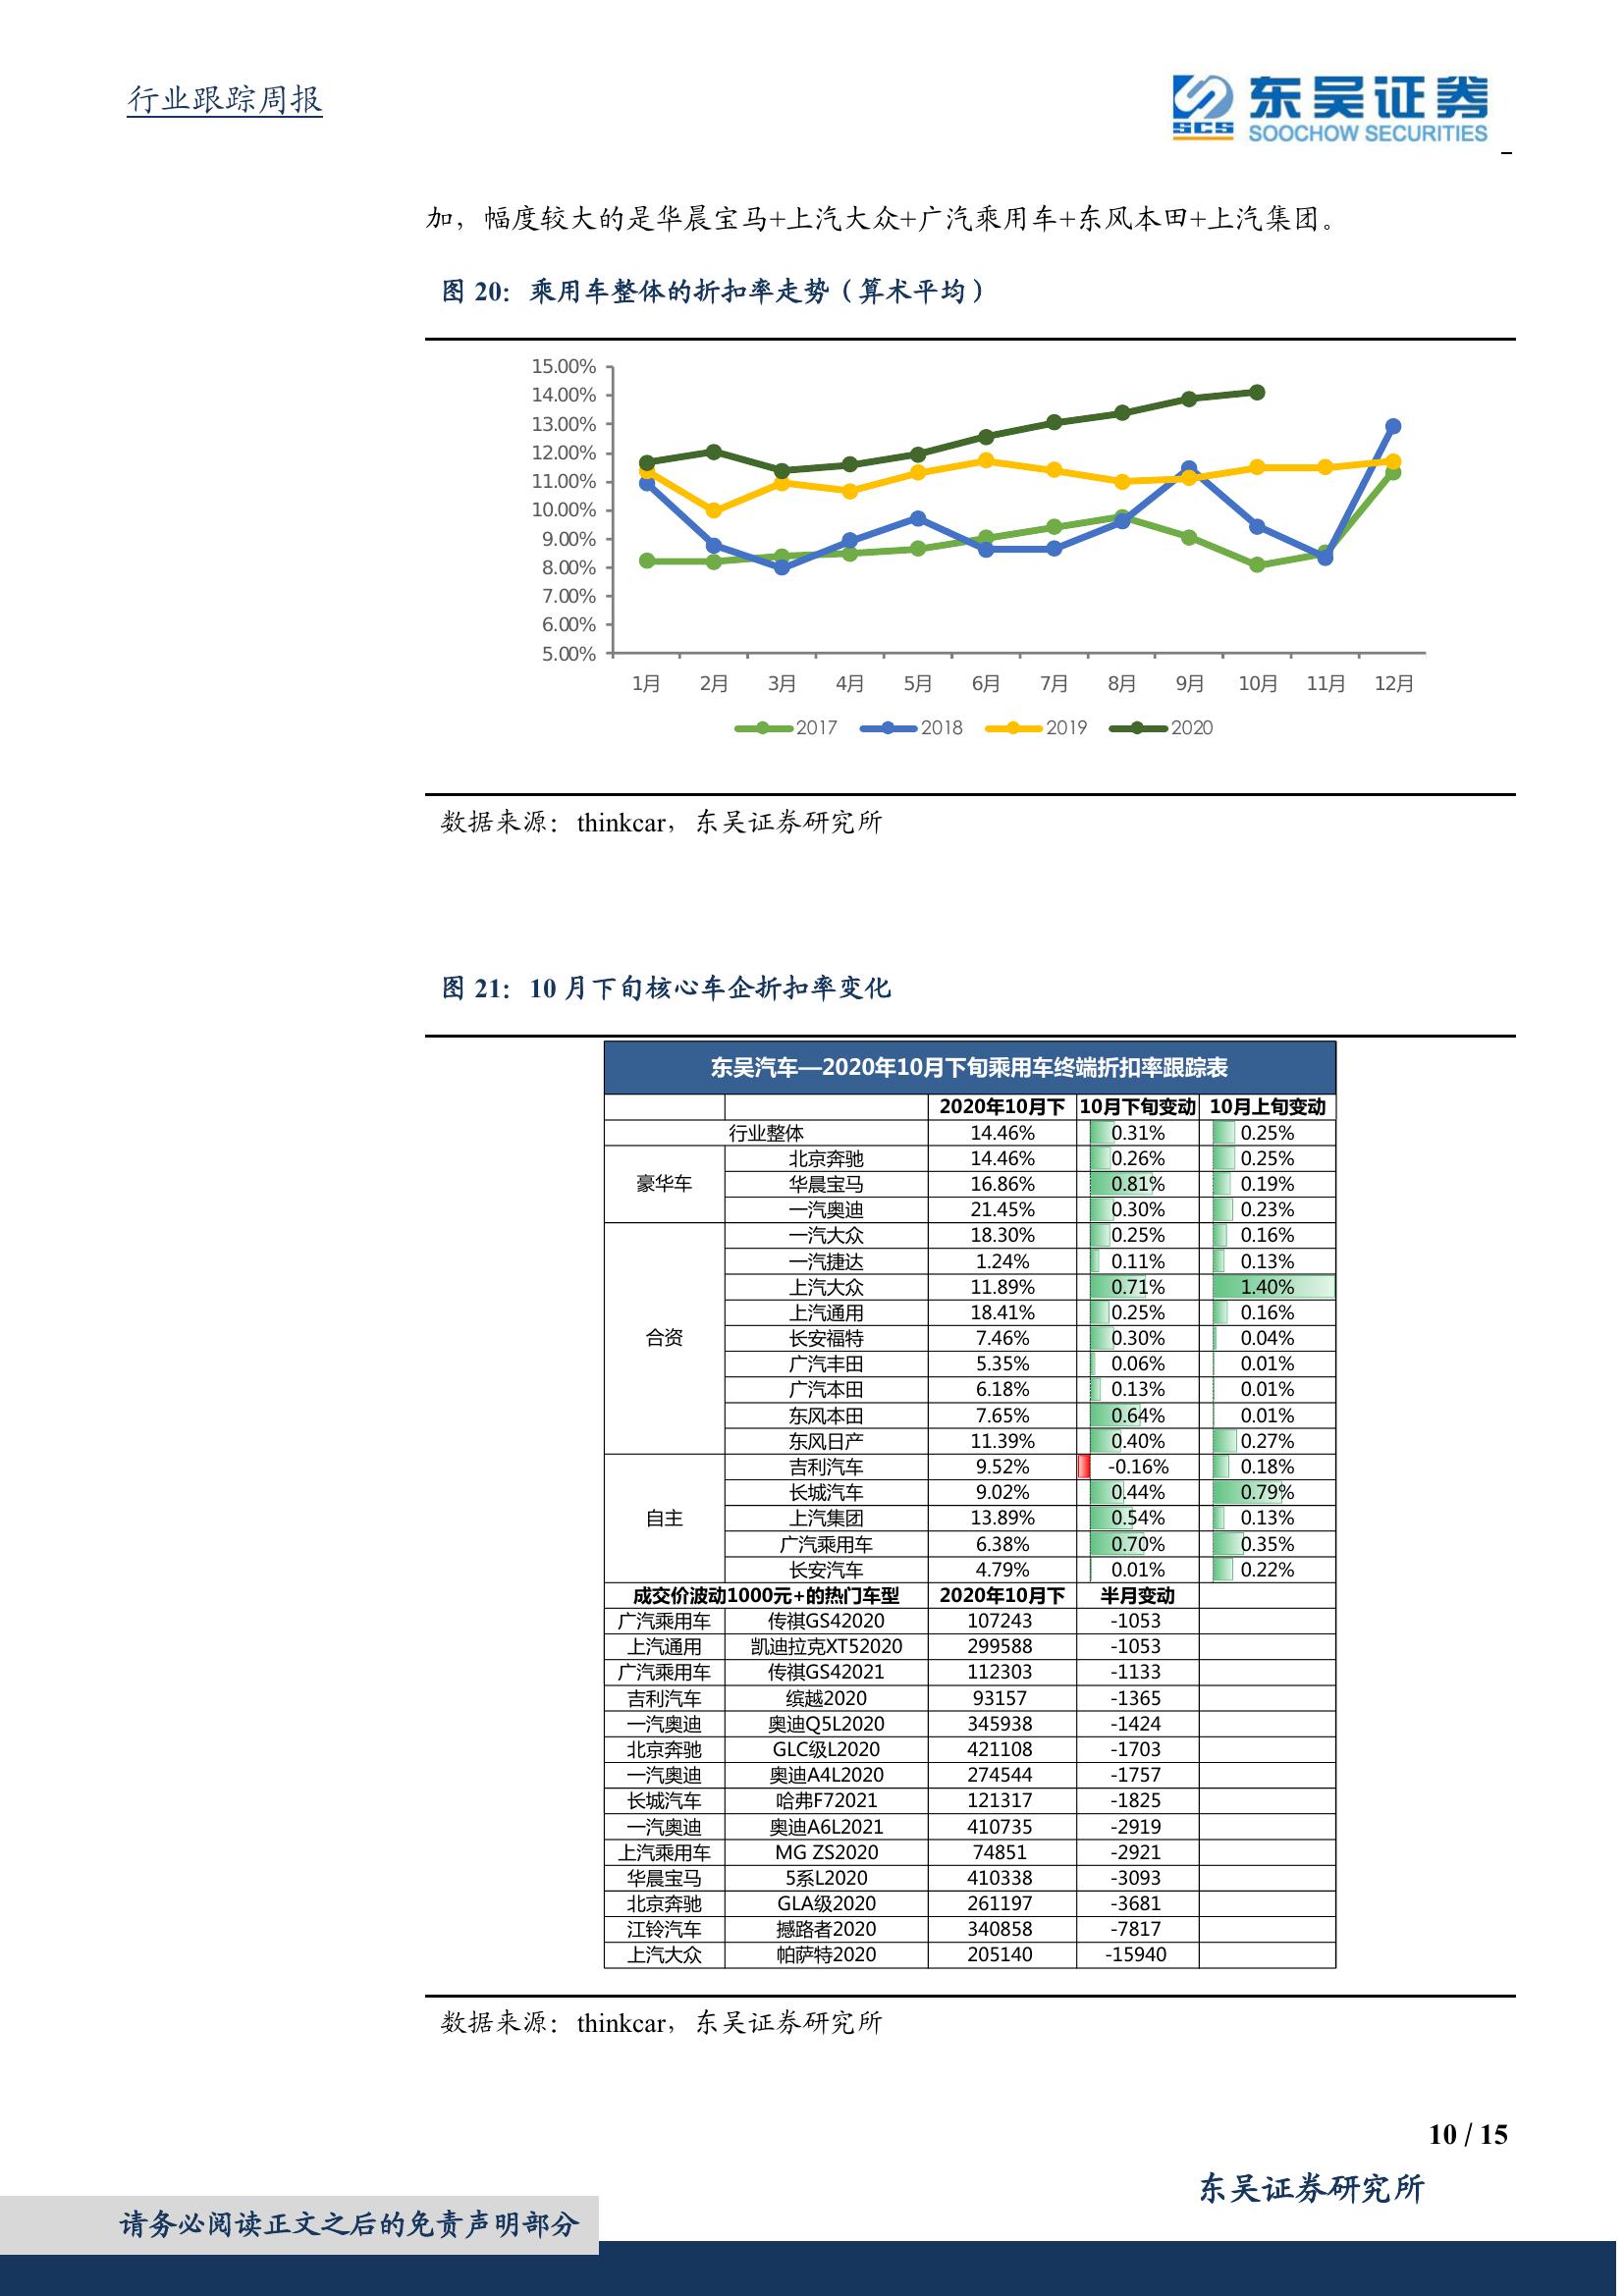 行业跟踪周报
SCS
东吴证券
SOOCHOW SECURITIES
加，幅度较大的是华晨宝马+上汽大众+广汽乘用车+东风本田+上汽集团。
图 20：乘用车整体的折扣率走势（算术平均）
15.00%
14.00%
13.00%
12.00%
11.00%
10.00%
9.00%
8.00%
7.00%
6.00%
5.00%
1月 2月 3月 4月 5月 6月 7月 8月 9月 10月 11月 12月
2017 2018 2019 2020
数据来源：thinkcar，东吴证券研究所
图 21：10 月下旬核心车企折扣率变化
东吴汽车—2020年10月下旬乘用车终端折扣率跟踪表
2020年10月下 10月下旬变动 10月上旬变动
行业整体 14.46% 0.31% 0.25%
豪华车 北京奔驰 14.46% 0.26% 0.25%
华晨宝马 16.86% 0.81% 0.19%
一汽奥迪 21.45% 0.30% 0.23%
合资 一汽大众 18.30% 0.25% 0.16%
一汽捷达 1.24% 0.11% 0.13%
上汽大众 11.89% 0.71% 1.40%
上汽通用 18.41% 0.25% 0.16%
长安福特 7.46% 0.30% 0.04%
广汽丰田 5.35% 0.06% 0.01%
广汽本田 6.18% 0.13% 0.01%
东风本田 7.65% 0.64% 0.01%
东风日产 11.39% 0.40% 0.27%
自主 吉利汽车 9.52% -0.16% 0.18%
长城汽车 9.02% 0.44% 0.79%
上汽集团 13.89% 0.54% 0.13%
广汽乘用车 6.38% 0.70% 0.35%
长安汽车 4.79% 0.01% 0.22%
成交价波动1000元+的热门车型 2020年10月下 半月变动
广汽乘用车 传祺GS42020 107243 -1053
上汽通用 凯迪拉克XT52020 299588 -1053
广汽乘用车 传祺GS42021 112303 -1133
吉利汽车 缤越2020 93157 -1365
一汽奥迪 奥迪Q5L2020 345938 -1424
北京奔驰 GLC级L2020 421108 -1703
一汽奥迪 奥迪A4L2020 274544 -1757
长城汽车 哈弗F72021 121317 -1825
一汽奥迪 奥迪A6L2021 410735 -2919
上汽乘用车 MG ZS2020 74851 -2921
华晨宝马 5系L2020 410338 -3093
北京奔驰 GLA级2020 261197 -3681
江铃汽车 撼路者2020 340858 -7817
上汽大众 帕萨特2020 205140 -15940
数据来源：thinkcar，东吴证券研究所
10 / 15
东吴证券研究所
请务必阅读正文之后的免责声明部分